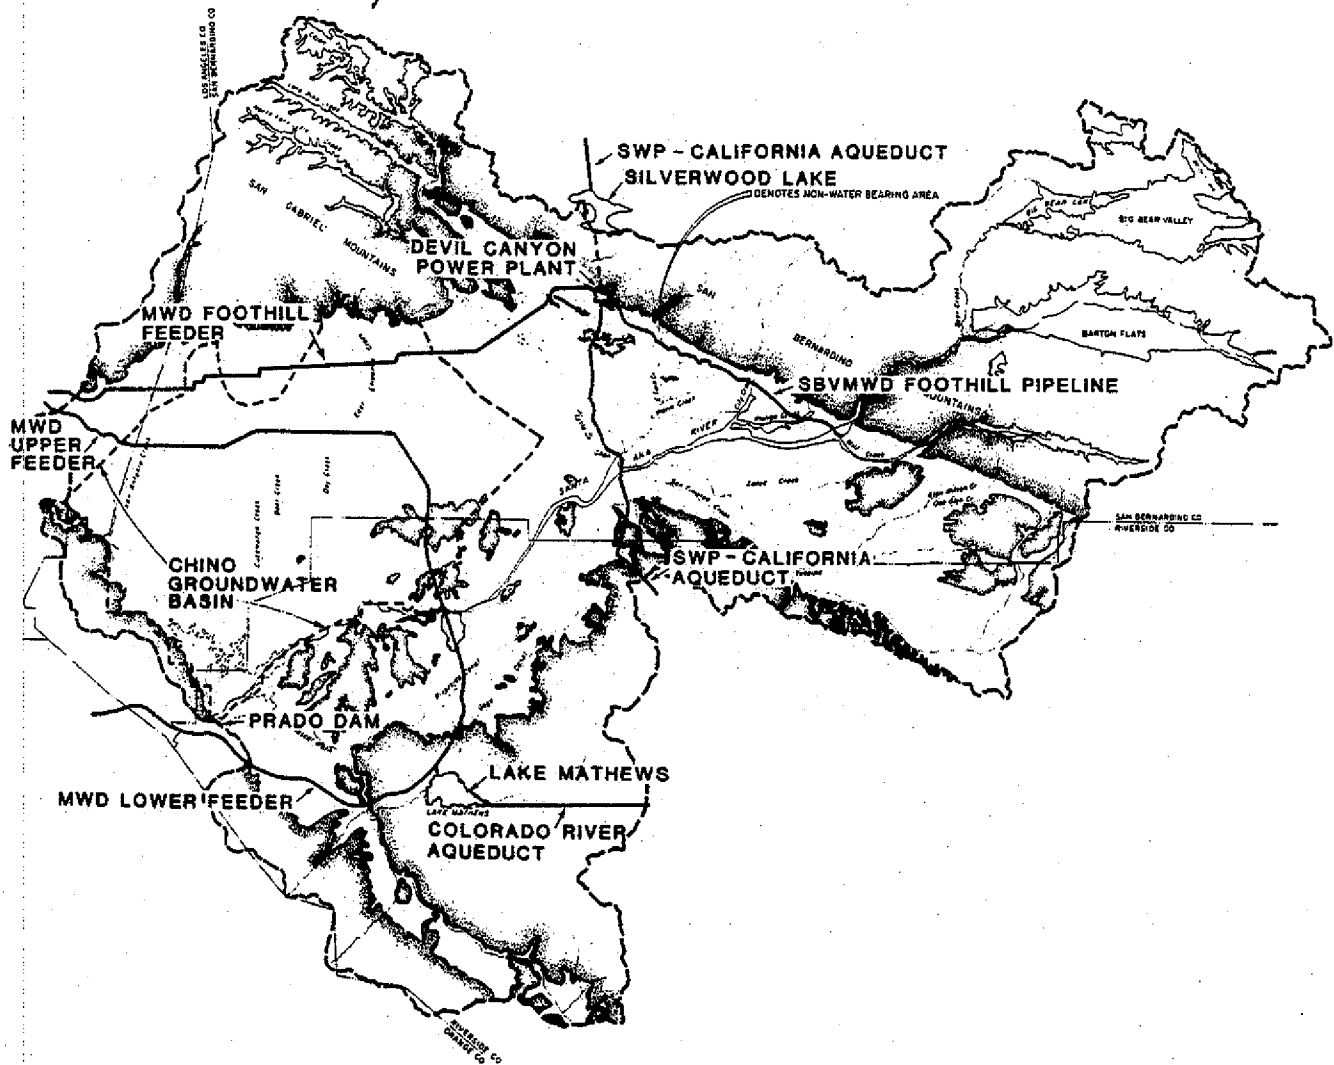 LOS ANGELES CO
SAN BERNARDINO CO
SWP - CALIFORNIA AQUEDUCT
SILVERWOOD LAKE
DENOTES NON-WATER BEARING AREA
BIG BEAR LAKE
BIG BEAR VALLEY
SAN
GABRIEL
MOUNTAINS
DEVIL CANYON
POWER PLANT
SAN
BERNARDINO
MOUNTAINS
MWD FOOTHILL
FEEDER
BARTON FLATS
SBVMWD FOOTHILL PIPELINE
MWD
UPPER
FEEDER
SANTA
ANA
RIVER
Creek
SAN BERNARDINO CO
RIVERSIDE CO
CHINO
GROUNDWATER
BASIN
SWP - CALIFORNIA
AQUEDUCT
PRADO DAM
LAKE MATHEWS
MWD LOWER FEEDER
LAKE MATHEWS
COLORADO RIVER
AQUEDUCT
RIVERSIDE CO
ORANGE CO